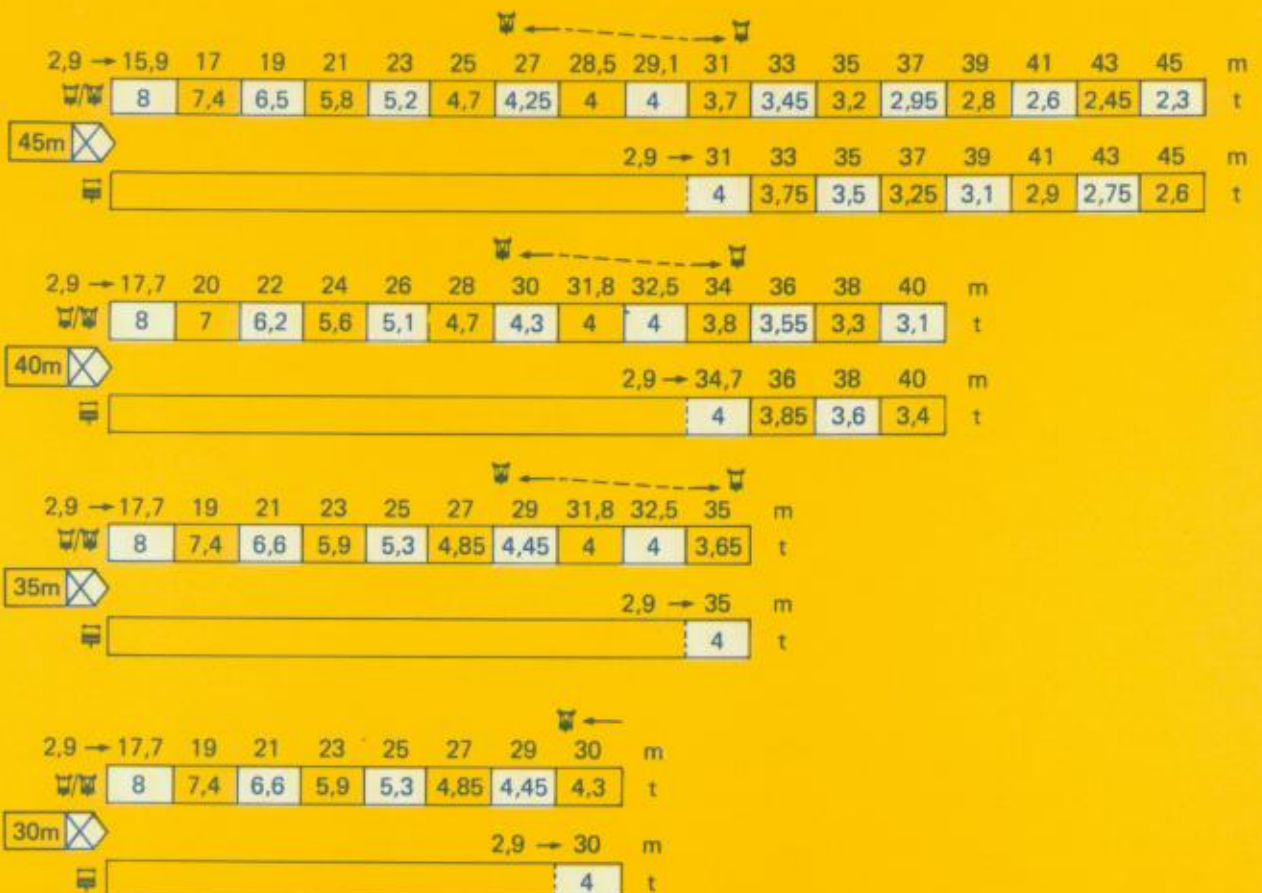 2,9 → 15,9 17 19 21 23 25 27 28,5 29,1 31 33 35 37 39 41 43 45 m
8 7,4 6,5 5,8 5,2 4,7 4,25 4 4 3,7 3,45 3,2 2,95 2,8 2,6 2,45 2,3 t
45m
2,9 → 31 33 35 37 39 41 43 45 m
4 3,75 3,5 3,25 3,1 2,9 2,75 2,6 t
2,9 → 17,7 20 22 24 26 28 30 31,8 32,5 34 36 38 40 m
8 7 6,2 5,6 5,1 4,7 4,3 4 4 3,8 3,55 3,3 3,1 t
40m
2,9 → 34,7 36 38 40 m
4 3,85 3,6 3,4 t
2,9 → 17,7 19 21 23 25 27 29 31,8 32,5 35 m
8 7,4 6,6 5,9 5,3 4,85 4,45 4 4 3,65 t
35m
2,9 → 35 m
4 t
2,9 → 17,7 19 21 23 25 27 29 30 m
8 7,4 6,6 5,9 5,3 4,85 4,45 4,3 t
30m
2,9 → 30 m
4 t